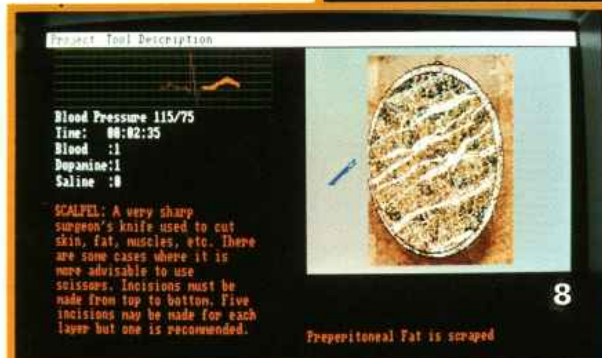 Project Tool Description
Blood Pressure 115/75
Time: 00:02:35
Blood :1
Dopamine:1
Saline :0
SCALPEL: A very sharp
surgeon's knife used to cut
skin, fat, muscles, etc. There
are some cases where it is
more advisable to use
scissors. Incisions must be
made from top to bottom. Five
incisions may be made for each
layer but one is recommended.
Preperitoneal Fat is scraped
8